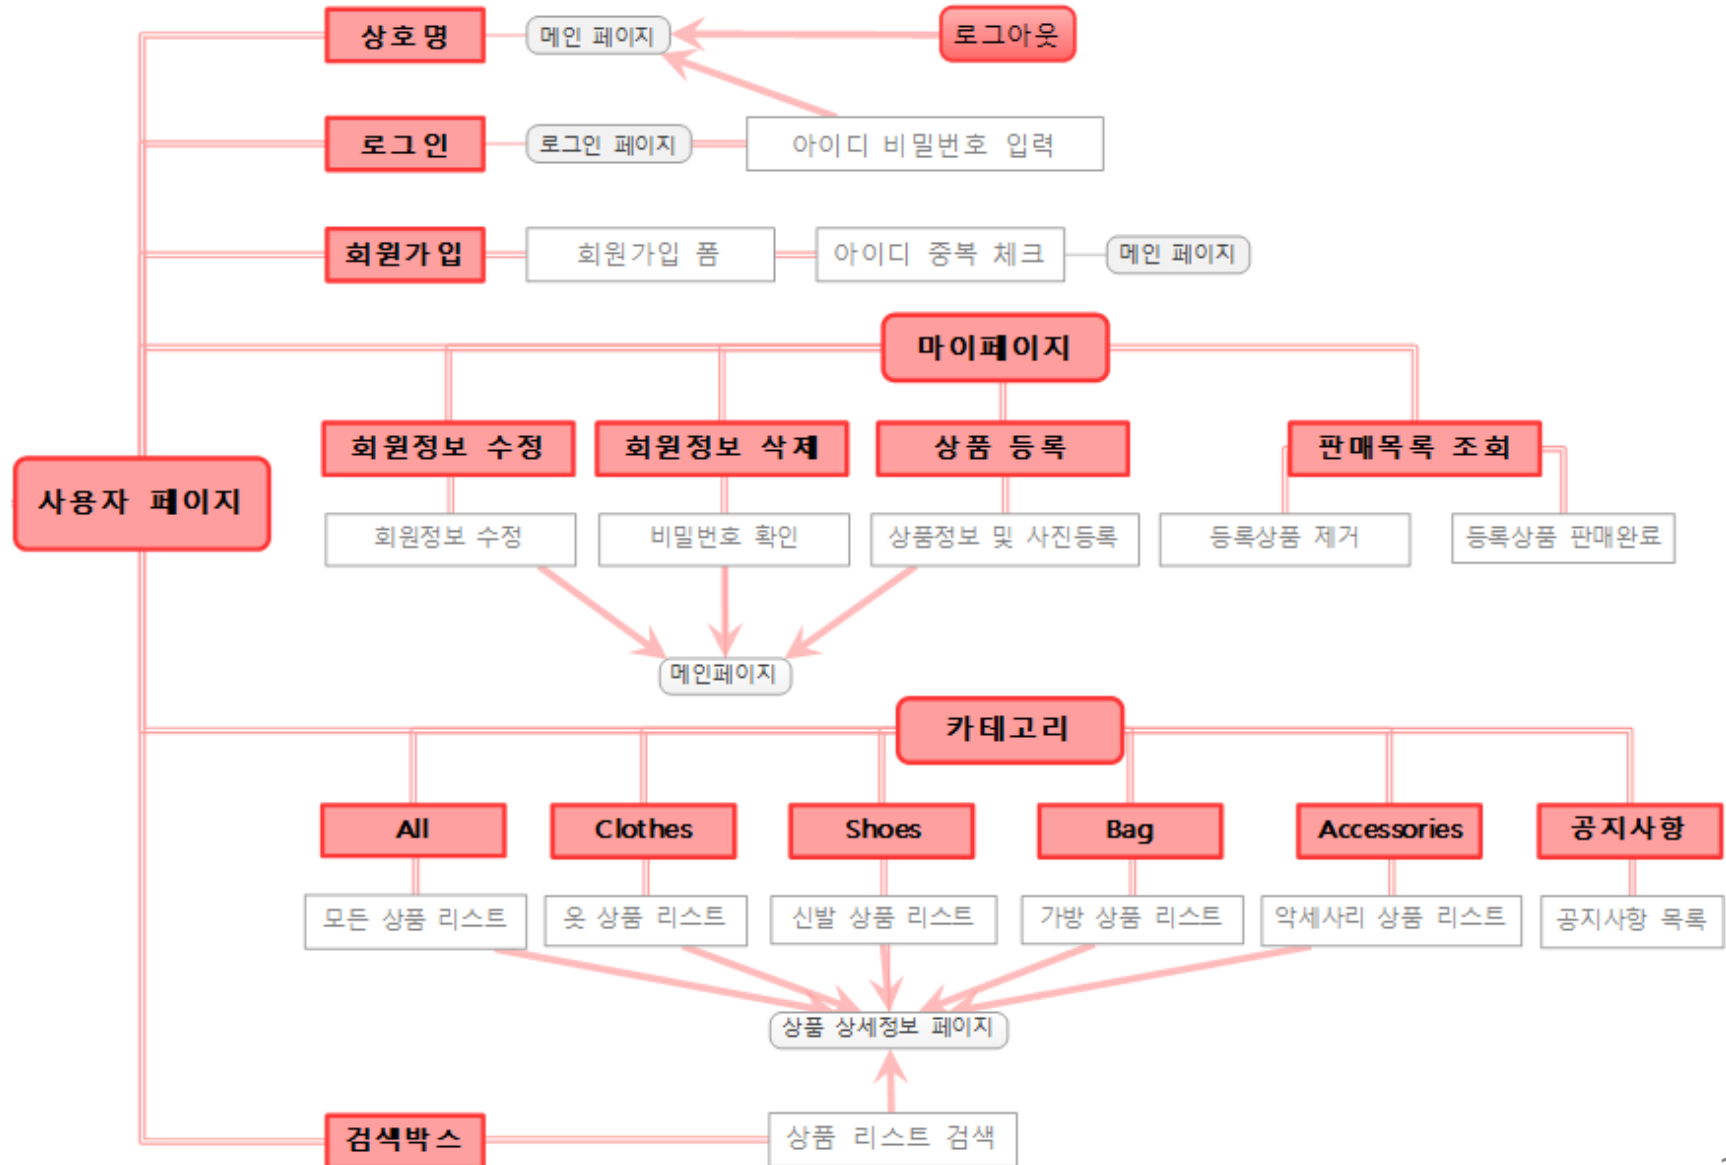 상호명
메인 페이지
로그아웃
로그인
로그인 페이지
아이디 비밀번호 입력
회원가입
회원가입 폼
아이디 중복 체크
메인 페이지
마이페이지
회원정보 수정
회원정보 삭제
상품 등록
판매목록 조회
사용자 페이지
회원정보 수정
비밀번호 확인
상품정보 및 사진등록
등록상품 제거
등록상품 판매완료
메인페이지
카테고리
All
Clothes
Shoes
Bag
Accessories
공지사항
모든 상품 리스트
옷 상품 리스트
신발 상품 리스트
가방 상품 리스트
악세사리 상품 리스트
공지사항 목록
상품 상세정보 페이지
검색박스
상품 리스트 검색